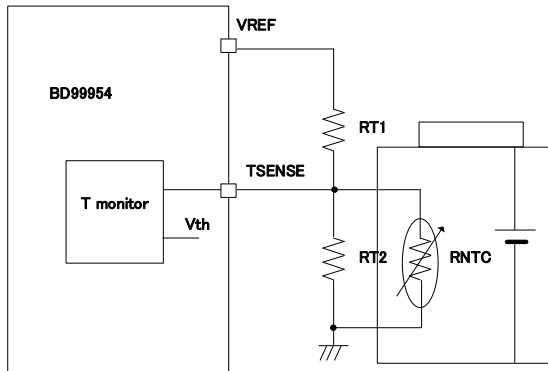 VREF
BD99954
RT1
TSENSE
T monitor
Vth
RT2
RNTC